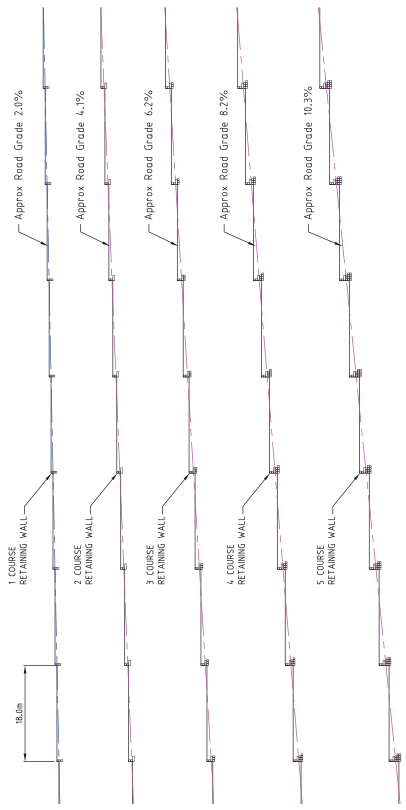 Approx Road Grade 2.0%
1 COURSE
RETAINING WALL
18.0m
Approx Road Grade 4.1%
2 COURSE
RETAINING WALL
Approx Road Grade 6.2%
3 COURSE
RETAINING WALL
Approx Road Grade 8.2%
4 COURSE
RETAINING WALL
Approx Road Grade 10.3%
5 COURSE
RETAINING WALL